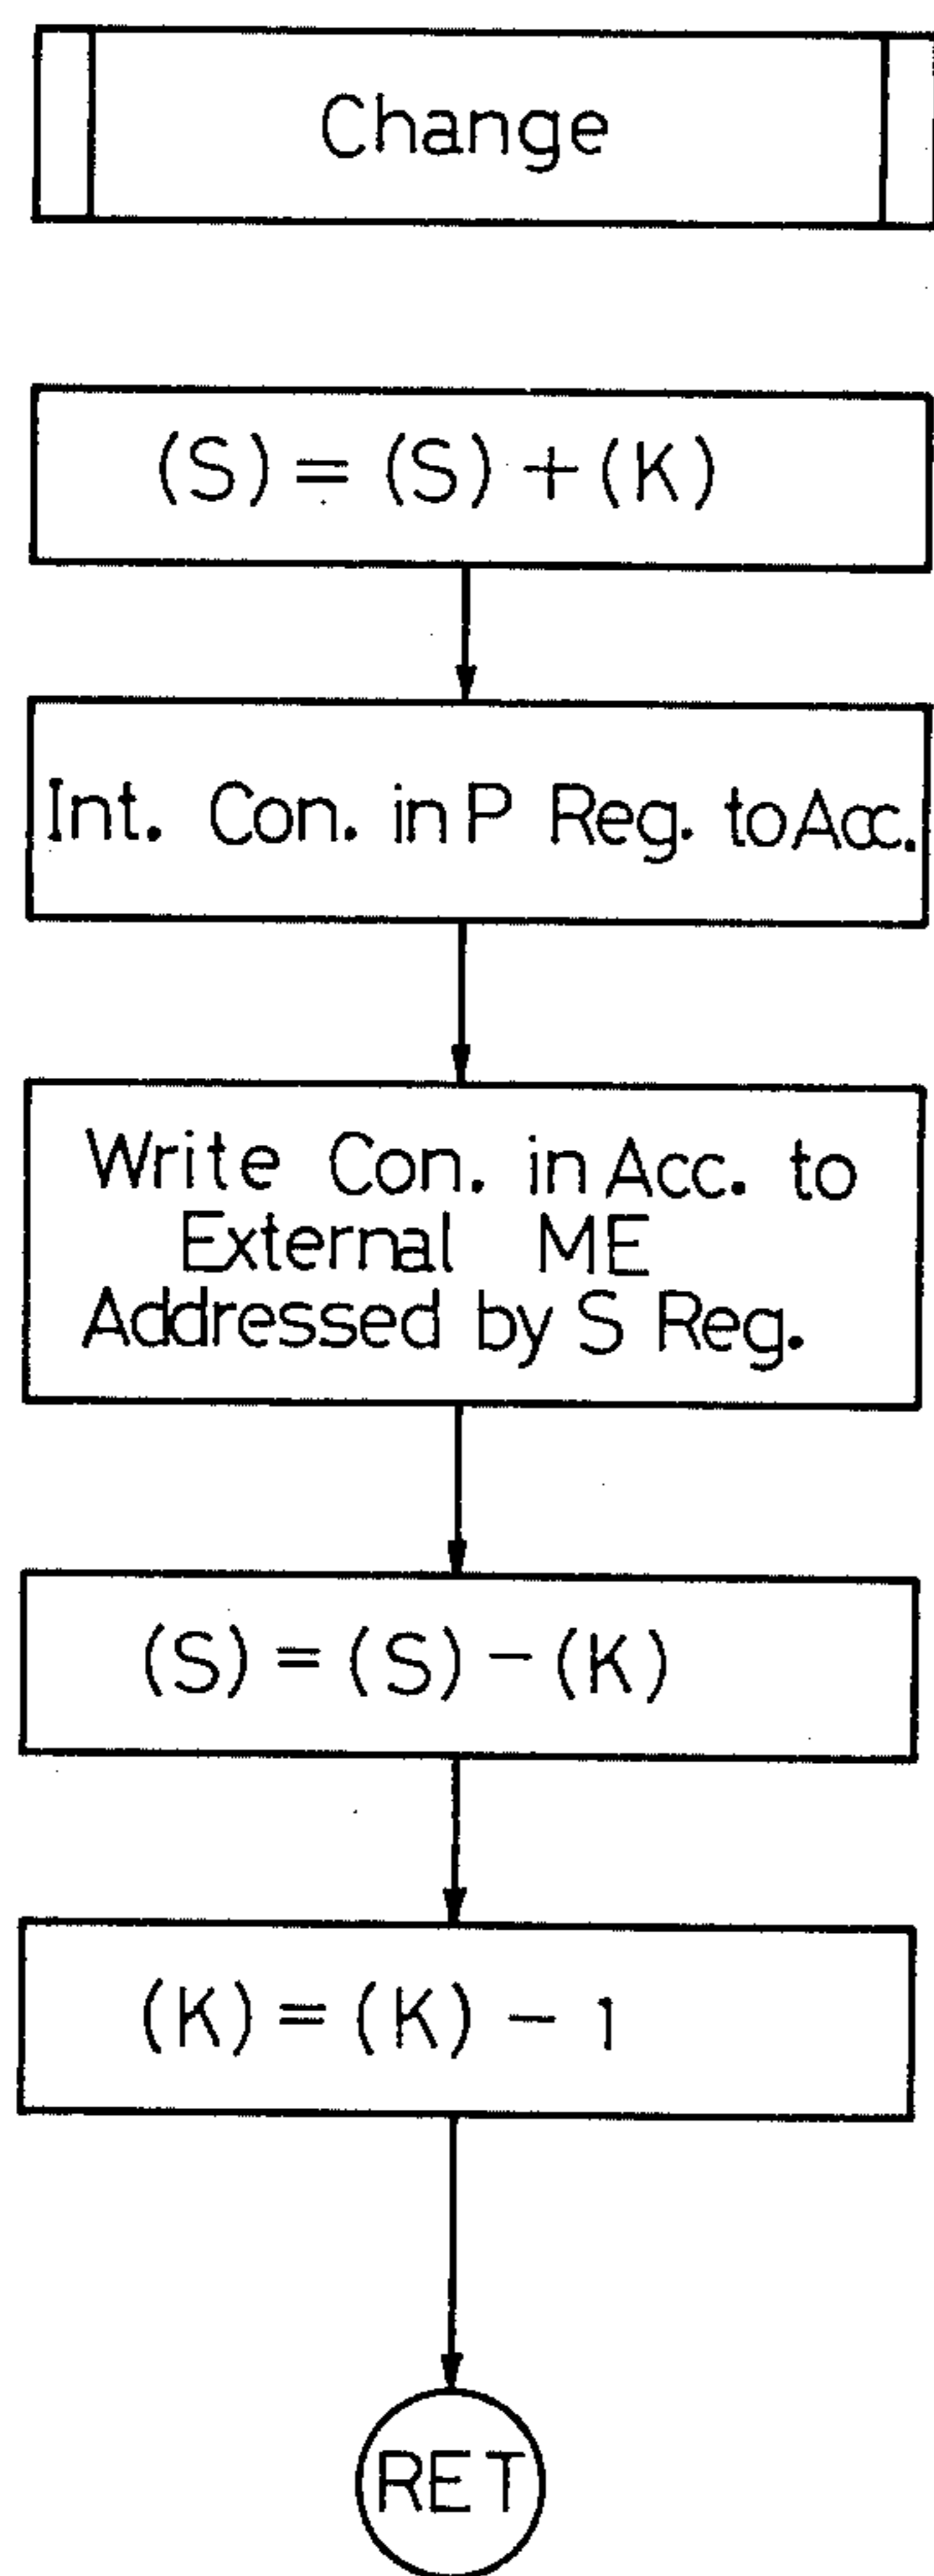 Change
(S) = (S) + (K)
Int. Con. in P Reg. to Acc.
Write Con. in Acc. to
External ME
Addressed by S Reg.
(S) = (S) - (K)
(K) = (K) - 1
RET